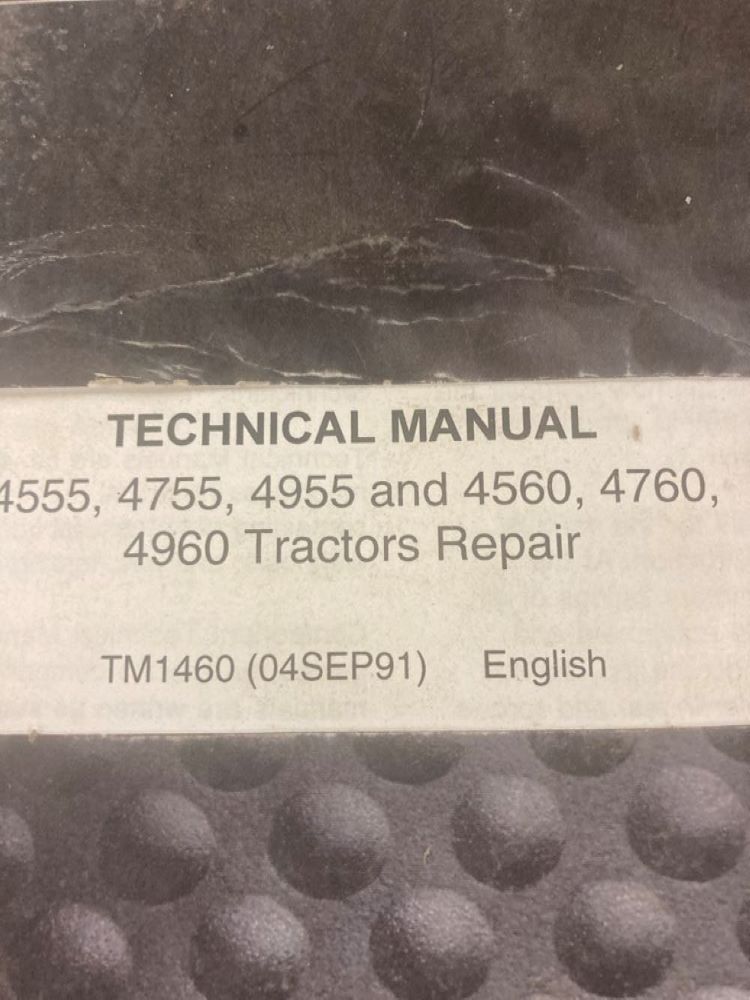 TECHNICAL MANUAL
4555, 4755, 4955 and 4560, 4760,
4960 Tractors Repair
TM1460 (04SEP91) English